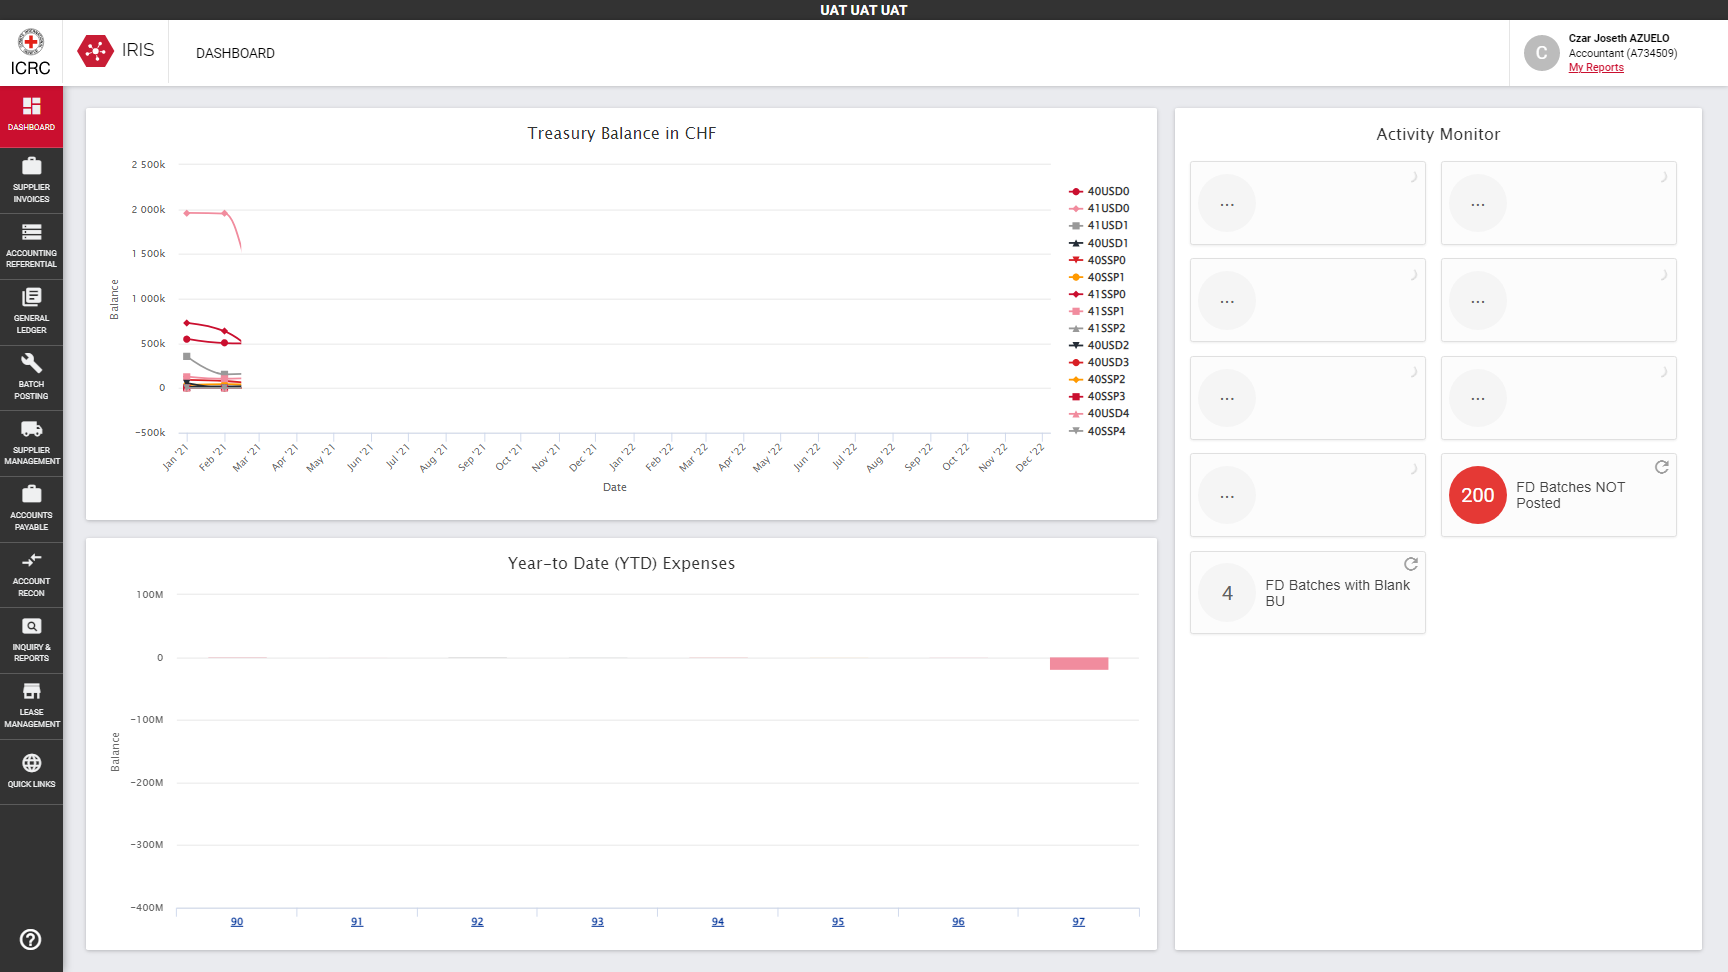 UAT UAT UAT
ICRC
IRIS
DASHBOARD
Czar Joseth AZUELO
Accountant (A734509)
My Reports
DASHBOARD
SUPPLIER
INVOICES
ACCOUNTING
REFERENTIAL
GENERAL
LEDGER
BATCH
POSTING
SUPPLIER
MANAGEMENT
ACCOUNTS
PAYABLE
ACCOUNT
RECON
INQUIRY &
REPORTS
LEASE
MANAGEMENT
QUICK LINKS
Treasury Balance in CHF
2 500k
2 000k
1 500k
1 000k
500k
0
−500k
Balance
Jan '21
Feb '21
Mar '21
Apr '21
May '21
Jun '21
Jul '21
Aug '21
Sep '21
Oct '21
Nov '21
Dec '21
Jan '22
Feb '22
Mar '22
Apr '22
May '22
Jun '22
Jul '22
Aug '22
Sep '22
Oct '22
Nov '22
Dec '22
Date
40USD0
41USD0
41USD1
40USD1
40SSP0
40SSP1
41SSP0
41SSP1
41SSP2
40USD2
40USD3
40SSP2
40SSP3
40USD4
40SSP4
Year-to Date (YTD) Expenses
100M
0
−100M
−200M
−300M
−400M
Balance
90
91
92
93
94
95
96
97
Activity Monitor
C
...
...
...
...
...
...
...
200
FD Batches NOT
Posted
4
FD Batches with Blank
BU